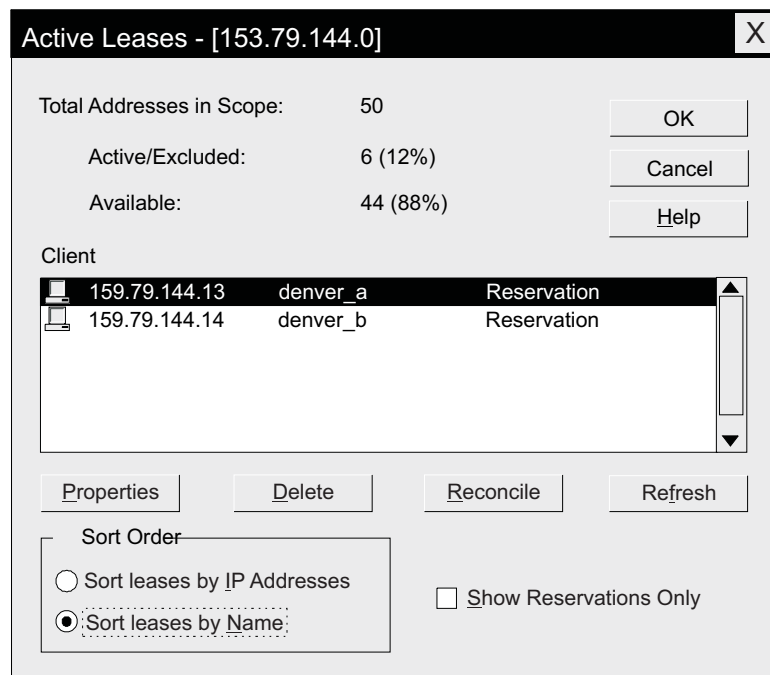 Active Leases - [153.79.144.0] X
Total Addresses in Scope: 50
OK
Active/Excluded: 6 (12%)
Cancel
Available: 44 (88%)
Help
Client
159.79.144.13 denver_a Reservation
159.79.144.14 denver_b Reservation
Properties Delete Reconcile Refresh
Sort Order
Sort leases by IP Addresses
Show Reservations Only
Sort leases by Name